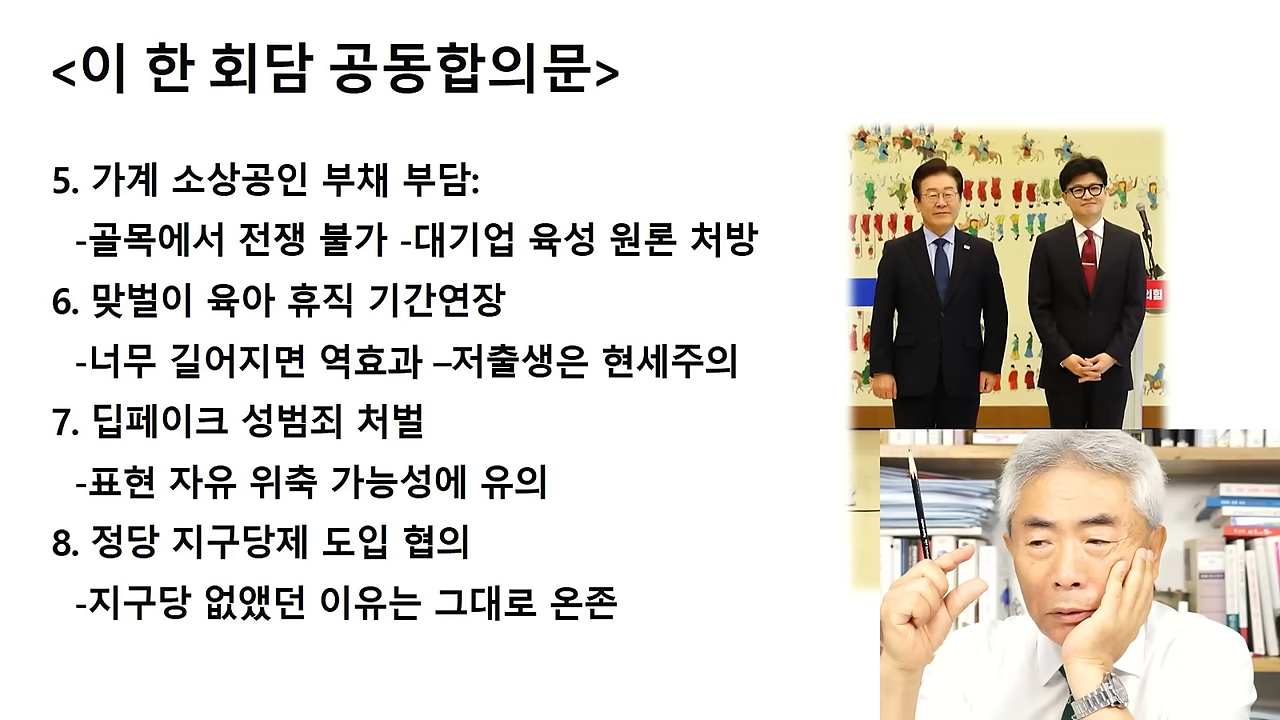 <이 한 회담 공동합의문>
5. 가계 소상공인 부채 부담:
-골목에서 전쟁 불가 -대기업 육성 원론 처방
6. 맞벌이 육아 휴직 기간연장
-너무 길어지면 역효과 –저출생은 현세주의
7. 딥페이크 성범죄 처벌
-표현 자유 위축 가능성에 유의
8. 정당 지구당제 도입 협의
-지구당 없앴던 이유는 그대로 온존
의힘